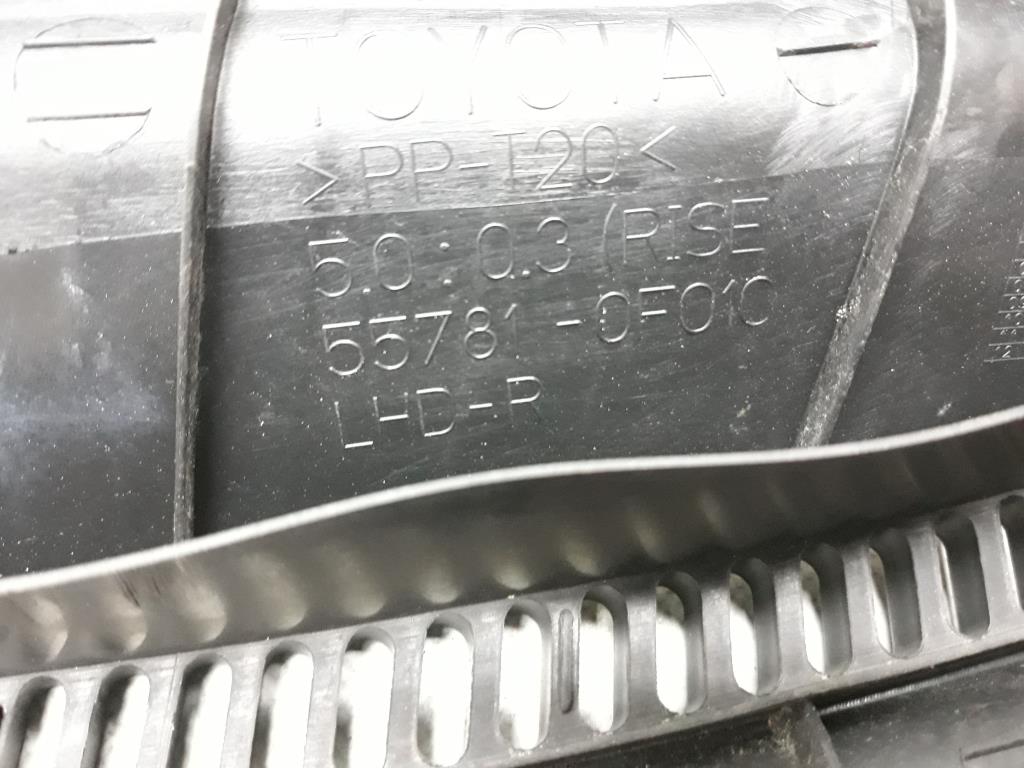 TOYOTA
>PP-T20<
5.0:0.3 (RISE
55781-0F010
LHD-R